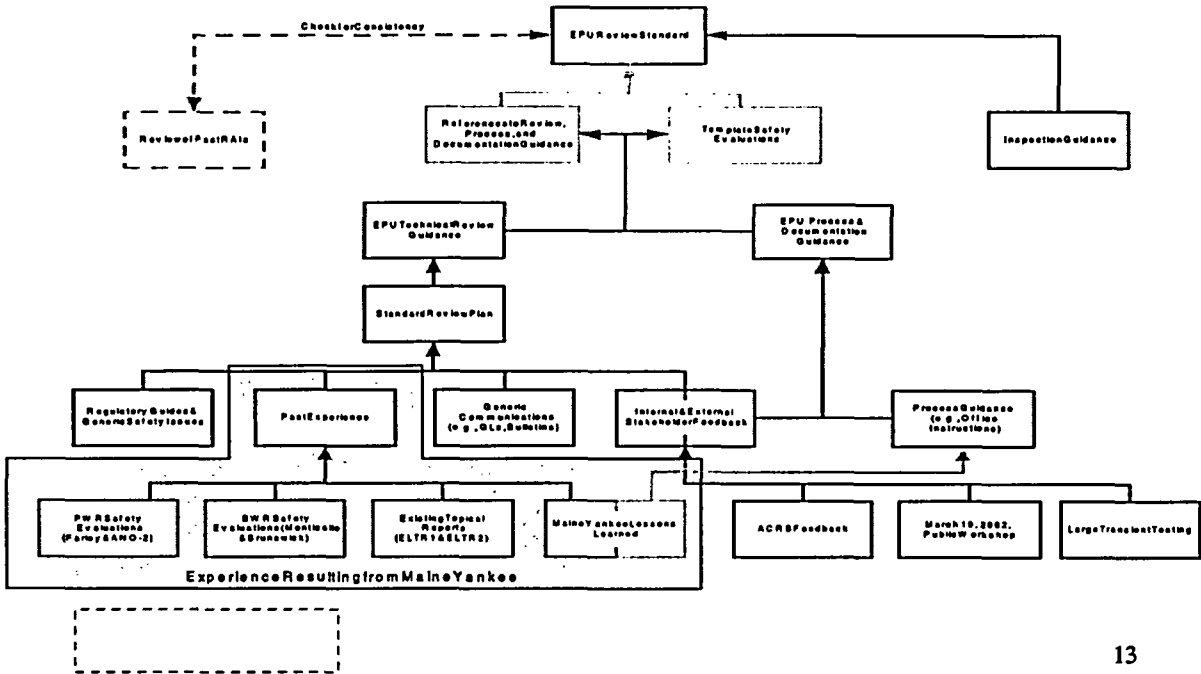 Check for Consistency
EPU Review Standard
Review of Past RAIs
References to Review,
Process, and
Documentation Guidance
Template Safety
Evaluations
Inspection Guidance
EPU Technical Review
Guidance
EPU Process &
Documentation
Guidance
Standard Review Plan
Regulatory Guides &
Generic Safety Issues
Past Experience
Generic
Communications
(e.g., GLs, Bulletins)
Internal & External
Stakeholder Feedback
Process Guidance
(e.g., Office
Instructions)
PWR Safety
Evaluations
(Farley & ANO-2)
BWR Safety
Evaluations (Monticello
& Brunswick)
Existing Topical
Reports
(ELTR1 & ELTR2)
Maine Yankee Lessons
Learned
ACRS Feedback
March 19, 2002,
Public Workshop
Large Transient Testing
Experience Resulting from Maine Yankee
13